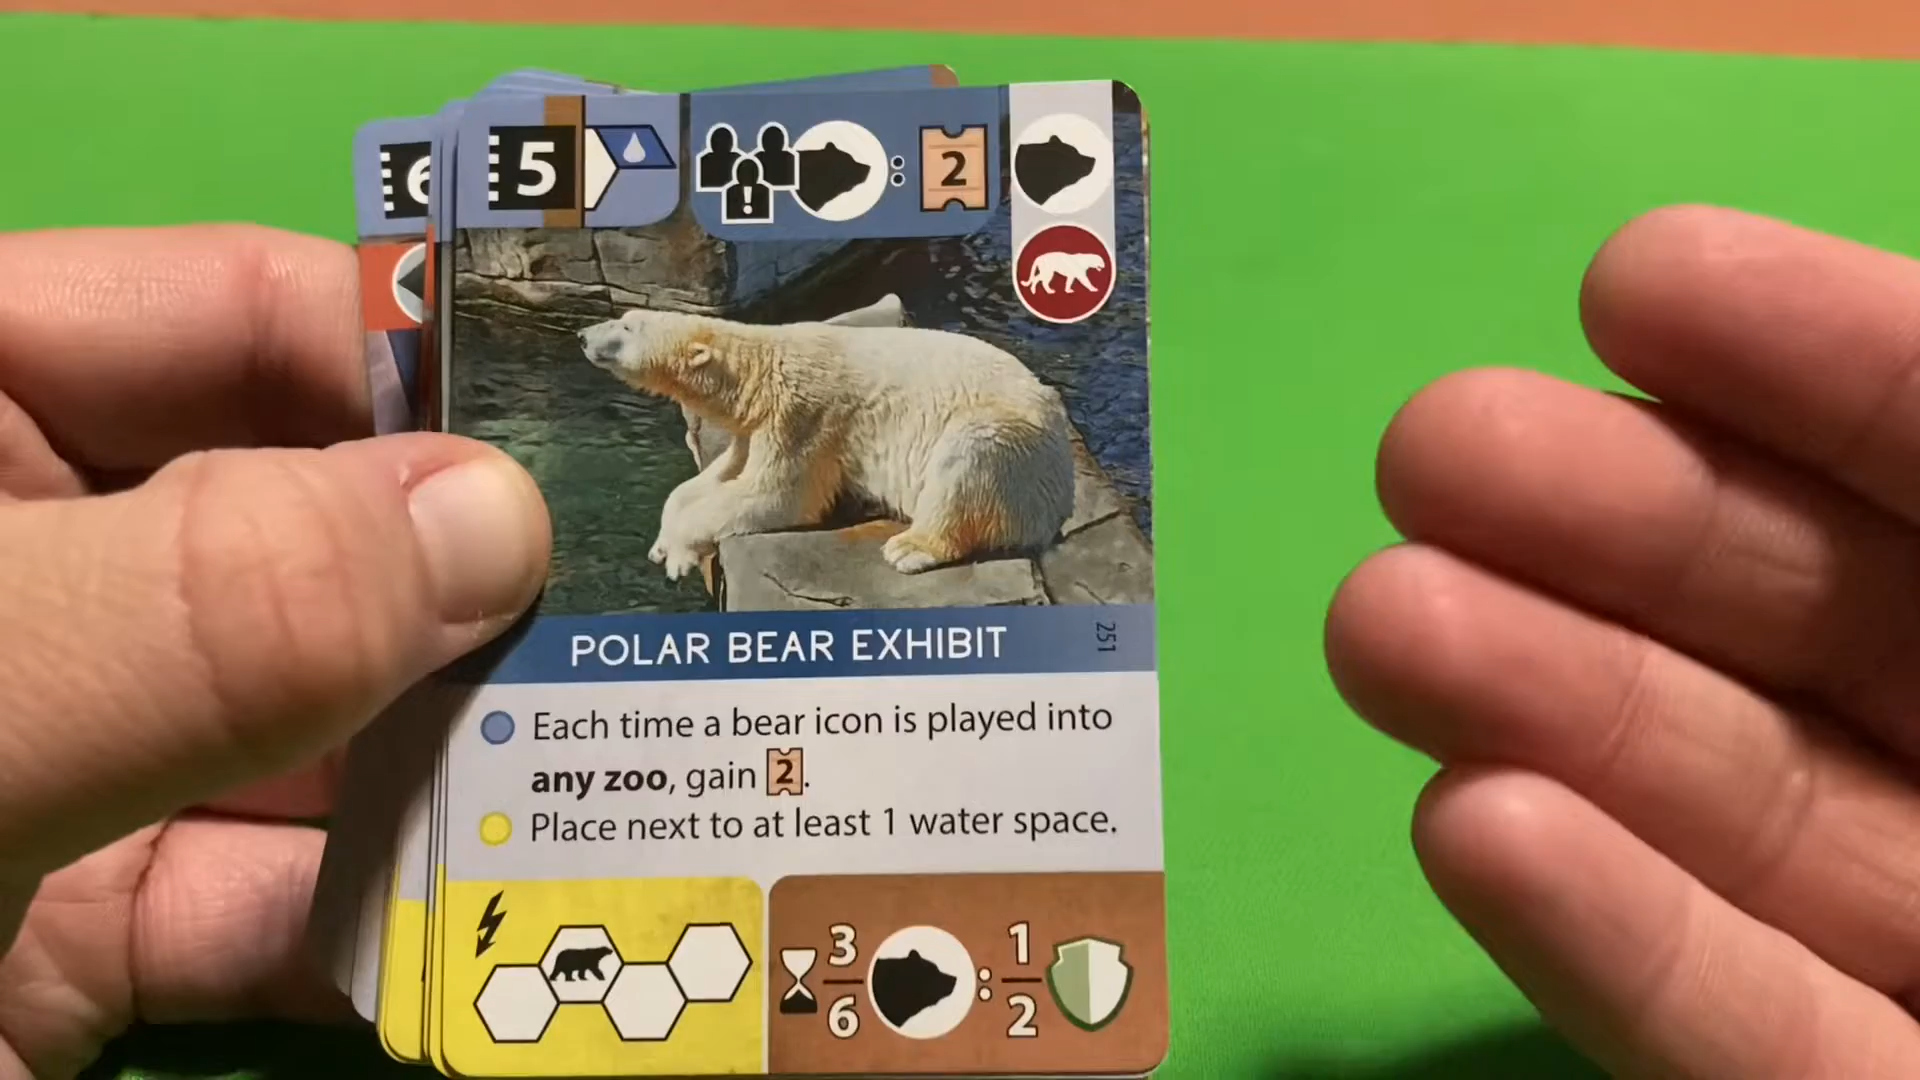 6
5
! : 2
POLAR BEAR EXHIBIT
251
Each time a bear icon is played into
any zoo, gain 2.
Place next to at least 1 water space.
3 : 1
6 2